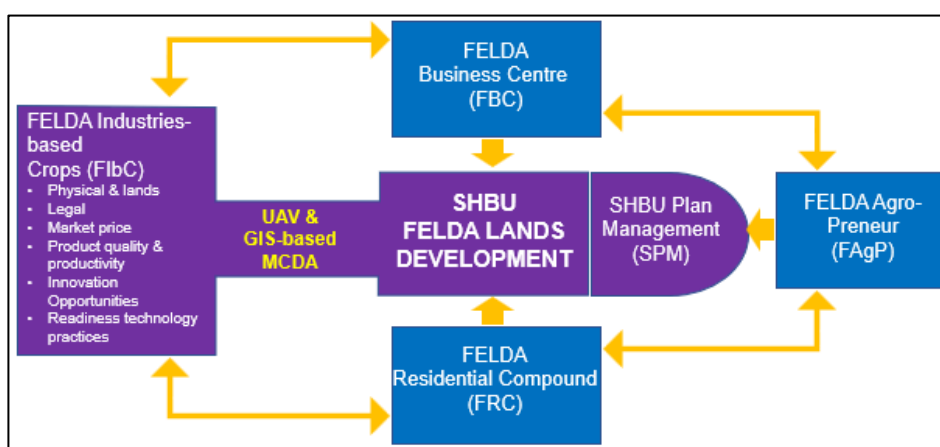 FELDA
Business Centre
(FBC)
FELDA Industries-
based
Crops (FIbC)
• Physical & lands
• Legal
• Market price
• Product quality &
productivity
• Innovation
Opportunities
• Readiness technology
practices
UAV &
GIS-based
MCDA
SHBU
FELDA LANDS
DEVELOPMENT
SHBU Plan
Management
(SPM)
FELDA Agro-
Preneur
(FAgP)
FELDA
Residential Compound
(FRC)